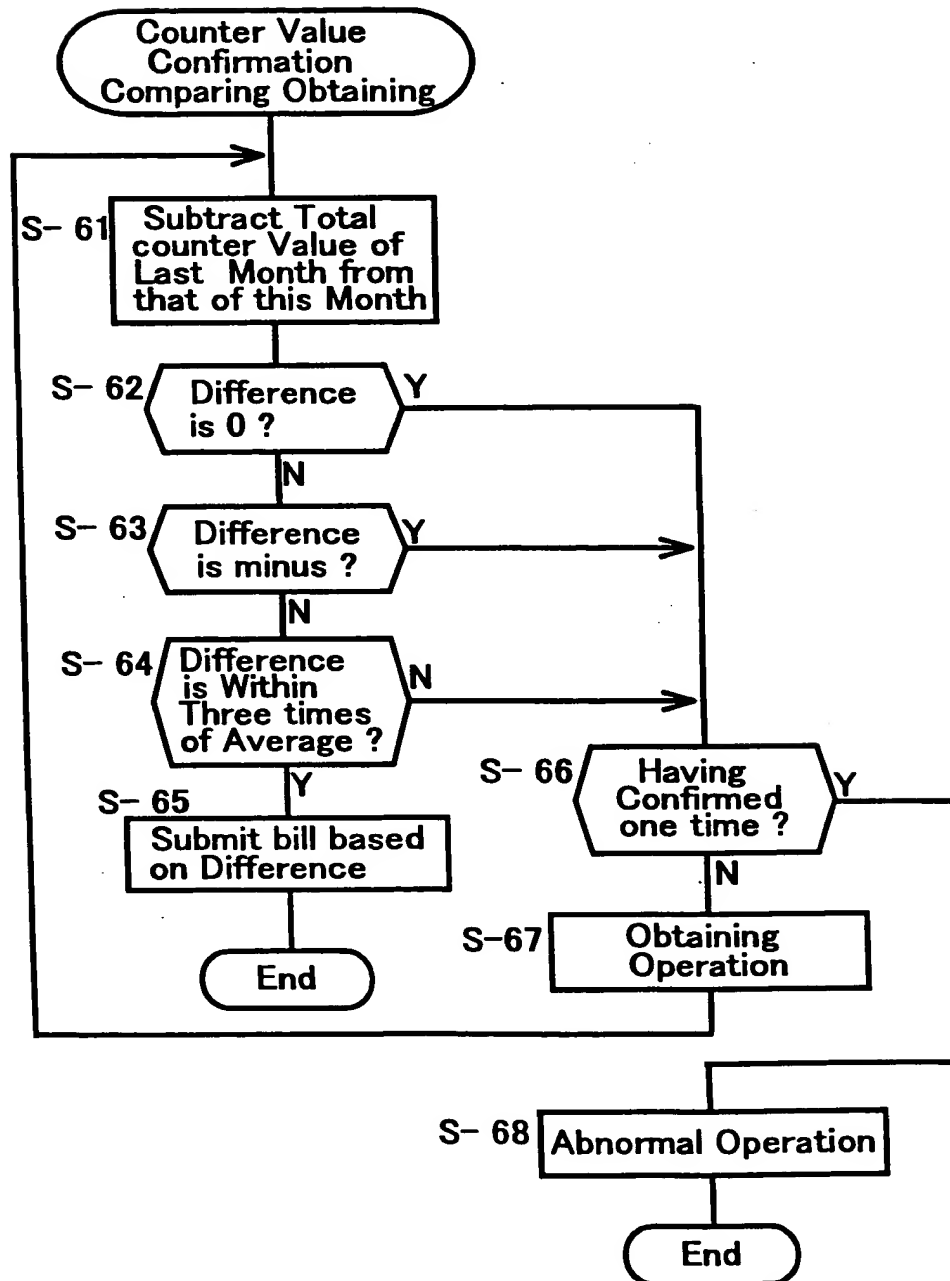 Counter Value
Confirmation
Comparing Obtaining
S- 61
Subtract Total
counter Value of
Last Month from
that of this Month
S- 62
Difference
is 0 ?
Y
N
S- 63
Difference
is minus ?
Y
N
S- 64
Difference
is Within
Three times
of Average ?
N
Y
S- 65
Submit bill based
on Difference
End
S- 66
Having
Confirmed
one time ?
Y
N
S-67
Obtaining
Operation
S- 68
Abnormal Operation
End